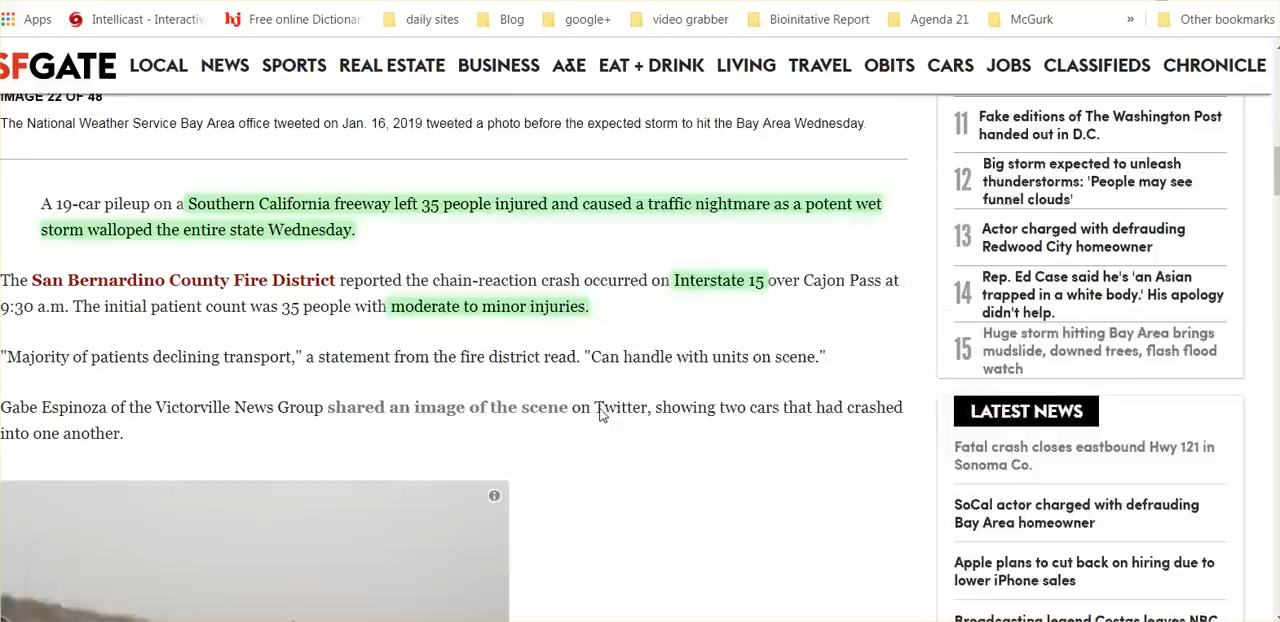 Apps Intellicast - Interactiv Free online Dictionar daily sites Blog google+ video grabber Bioinitative Report Agenda 21 McGurk » Other bookmarks
SFGATE LOCAL NEWS SPORTS REAL ESTATE BUSINESS A&E EAT + DRINK LIVING TRAVEL OBITS CARS JOBS CLASSIFIEDS CHRONICLE
IMAGE 22 OF 48
The National Weather Service Bay Area office tweeted on Jan. 16, 2019 tweeted a photo before the expected storm to hit the Bay Area Wednesday.
A 19-car pileup on a Southern California freeway left 35 people injured and caused a traffic nightmare as a potent wet
storm walloped the entire state Wednesday.
The San Bernardino County Fire District reported the chain-reaction crash occurred on Interstate 15 over Cajon Pass at
9:30 a.m. The initial patient count was 35 people with moderate to minor injuries.
"Majority of patients declining transport," a statement from the fire district read. "Can handle with units on scene."
Gabe Espinoza of the Victorville News Group shared an image of the scene on Twitter, showing two cars that had crashed
into one another.
11 Fake editions of The Washington Post
handed out in D.C.
12 Big storm expected to unleash
thunderstorms: 'People may see
funnel clouds'
13 Actor charged with defrauding
Redwood City homeowner
14 Rep. Ed Case said he's 'an Asian
trapped in a white body.' His apology
didn't help.
15 Huge storm hitting Bay Area brings
mudslide, downed trees, flash flood
watch
LATEST NEWS
Fatal crash closes eastbound Hwy 121 in
Sonoma Co.
SoCal actor charged with defrauding
Bay Area homeowner
Apple plans to cut back on hiring due to
lower iPhone sales
Broadcasting legend Costas leaves NBC